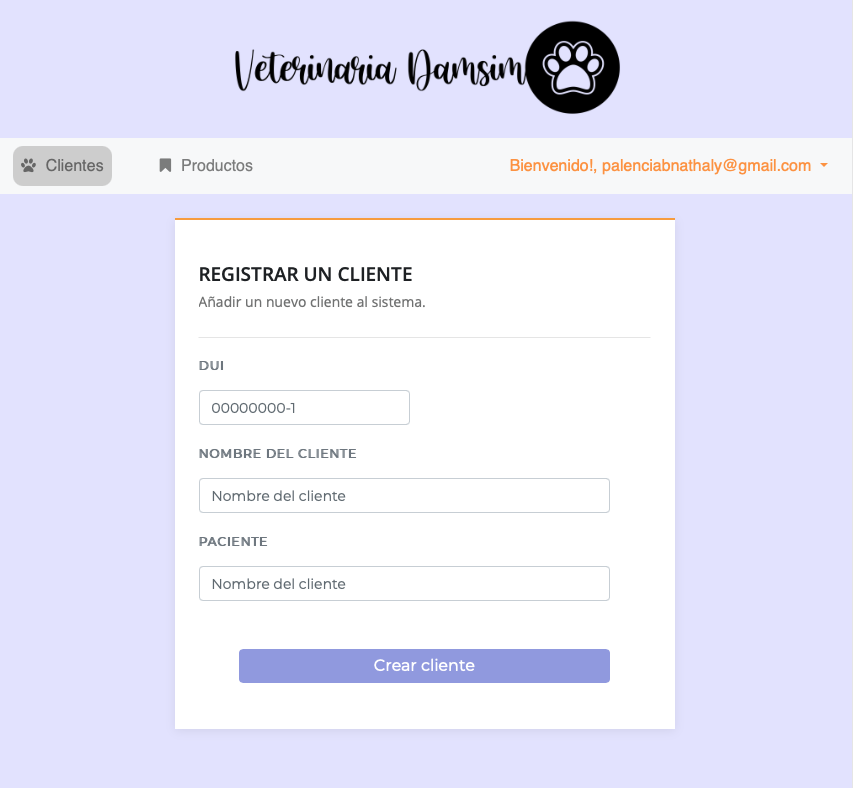 Veterinaria Damsim
Clientes
Productos
Bienvenido!, palenciabnathaly@gmail.com
REGISTRAR UN CLIENTE
Añadir un nuevo cliente al sistema.
DUI
00000000-1
NOMBRE DEL CLIENTE
Nombre del cliente
PACIENTE
Nombre del cliente
Crear cliente